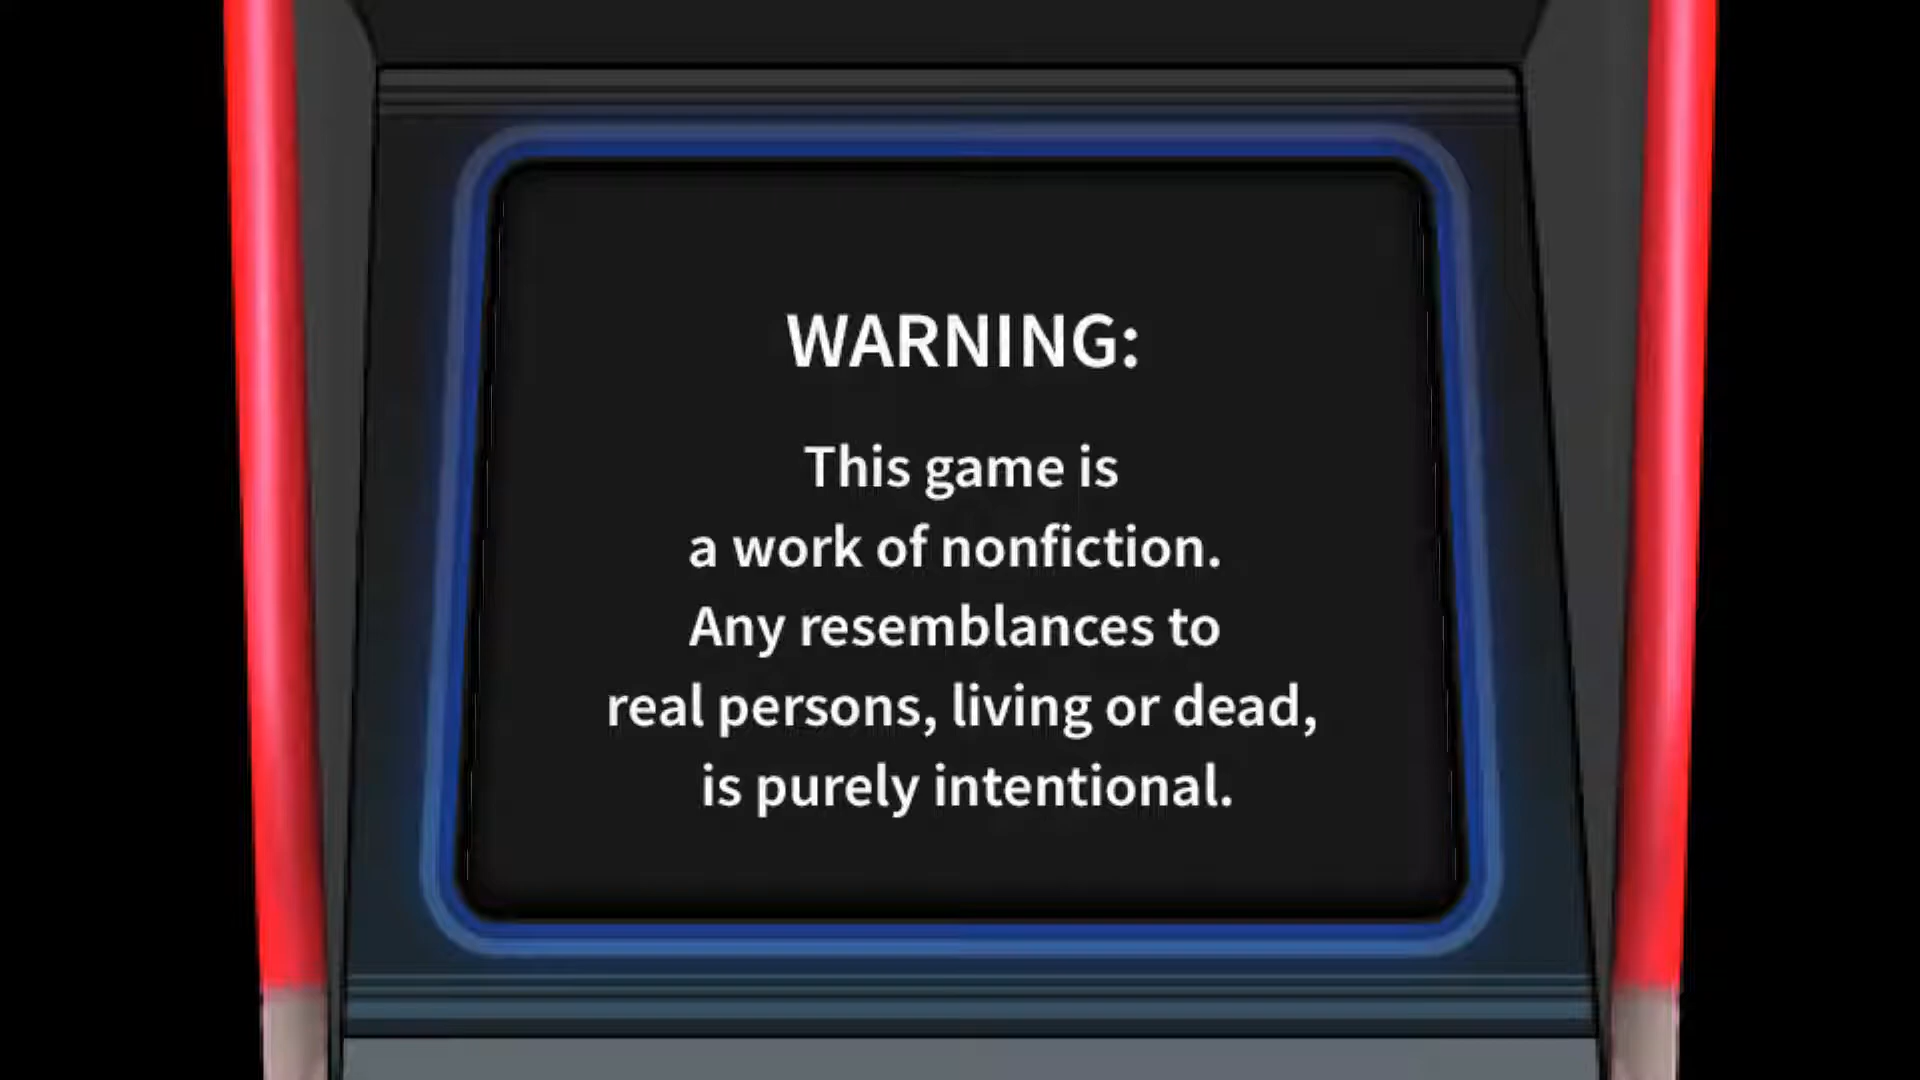 WARNING:
This game is
a work of nonfiction.
Any resemblances to
real persons, living or dead,
is purely intentional.